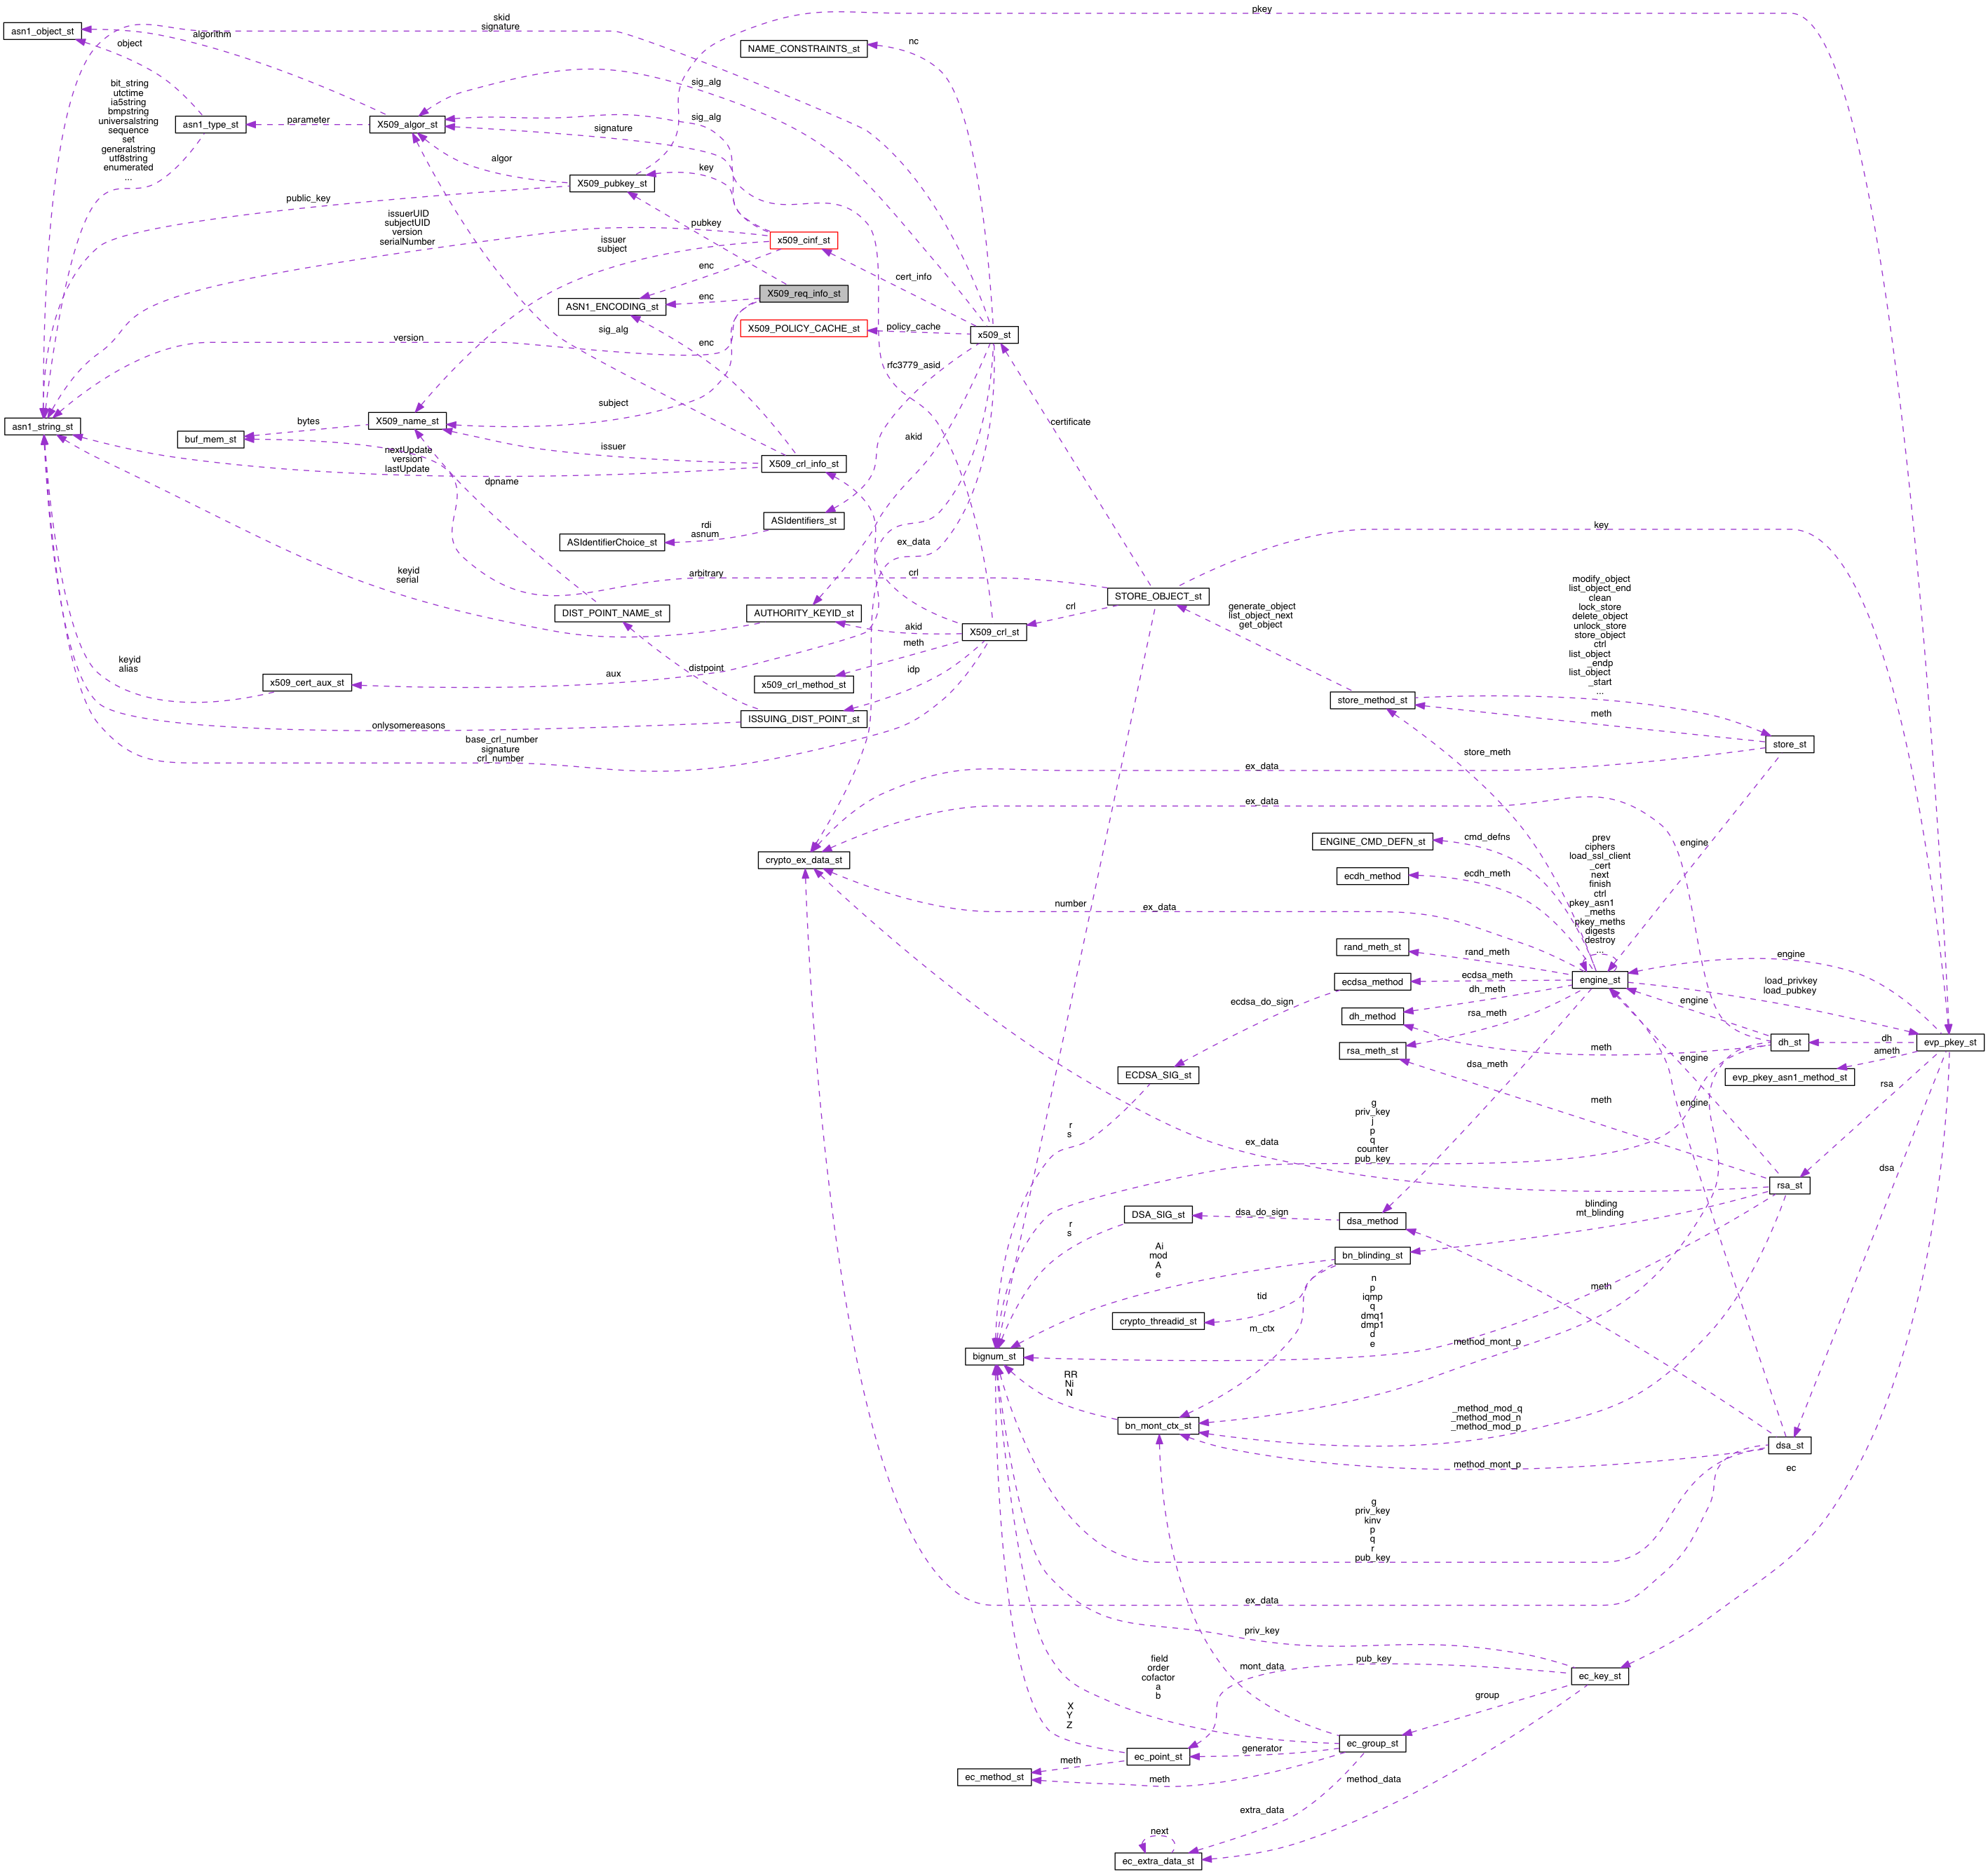 pkey
skid
signature
asn1_object_st
algorithm
object
NAME_CONSTRAINTS_st
nc
sig_alg
bit_string
utctime
ia5string
bmpstring
universalstring
sequence
set
generalstring
utf8string
enumerated
...
asn1_type_st
parameter
X509_algor_st
signature
sig_alg
algor
key
X509_pubkey_st
public_key
issuerUID
subjectUID
version
serialNumber
pubkey
issuer
subject
x509_cinf_st
enc
cert_info
X509_req_info_st
ASN1_ENCODING_st
enc
sig_alg
X509_POLICY_CACHE_st
policy_cache
x509_st
version
enc
rfc3779_asid
subject
X509_name_st
bytes
asn1_string_st
buf_mem_st
certificate
akid
issuer
nextUpdate
version
lastUpdate
X509_crl_info_st
dpname
ASIdentifiers_st
rdi
asnum
ASIdentifierChoice_st
ex_data
key
keyid
serial
arbitrary
crl
STORE_OBJECT_st
DIST_POINT_NAME_st
AUTHORITY_KEYID_st
crl
generate_object
list_object_next
get_object
akid
X509_crl_st
modify_object
list_object_end
clean
lock_store
delete_object
unlock_store
store_object
ctrl
list_object
_endp
list_object
_start
...
meth
keyid
alias
x509_cert_aux_st
aux
distpoint
idp
x509_crl_method_st
store_method_st
meth
onlysomereasons
ISSUING_DIST_POINT_st
base_crl_number
signature
crl_number
store_meth
store_st
ex_data
ex_data
crypto_ex_data_st
ENGINE_CMD_DEFN_st
cmd_defns
prev
ciphers
load_ssl_client
_cert
next
finish
ctrl
pkey_asn1
_meths
pkey_meths
digests
destroy
...
engine
ecdh_method
ecdh_meth
number
ex_data
rand_meth_st
rand_meth
engine
ecdsa_method
ecdsa_meth
engine_st
load_privkey
load_pubkey
ecdsa_do_sign
dh_meth
dh_method
rsa_meth
engine
dh_st
dh
evp_pkey_st
rsa_meth_st
meth
ameth
evp_pkey_asn1_method_st
ECDSA_SIG_st
dsa_meth
engine
rsa
meth
engine
g
priv_key
j
p
q
counter
pub_key
r
s
ex_data
dsa
rsa_st
DSA_SIG_st
dsa_do_sign
dsa_method
blinding
mt_blinding
r
s
Ai
mod
A
e
bn_blinding_st
n
p
iqmp
q
dmq1
dmp1
d
e
meth
tid
crypto_threadid_st
m_ctx
method_mont_p
bignum_st
RR
Ni
N
bn_mont_ctx_st
_method_mod_q
_method_mod_n
_method_mod_p
dsa_st
method_mont_p
ec
g
priv_key
kinv
p
q
r
pub_key
ex_data
priv_key
field
order
cofactor
a
b
mont_data
pub_key
ec_key_st
group
X
Y
Z
ec_group_st
generator
ec_point_st
meth
ec_method_st
meth
method_data
extra_data
next
ec_extra_data_st